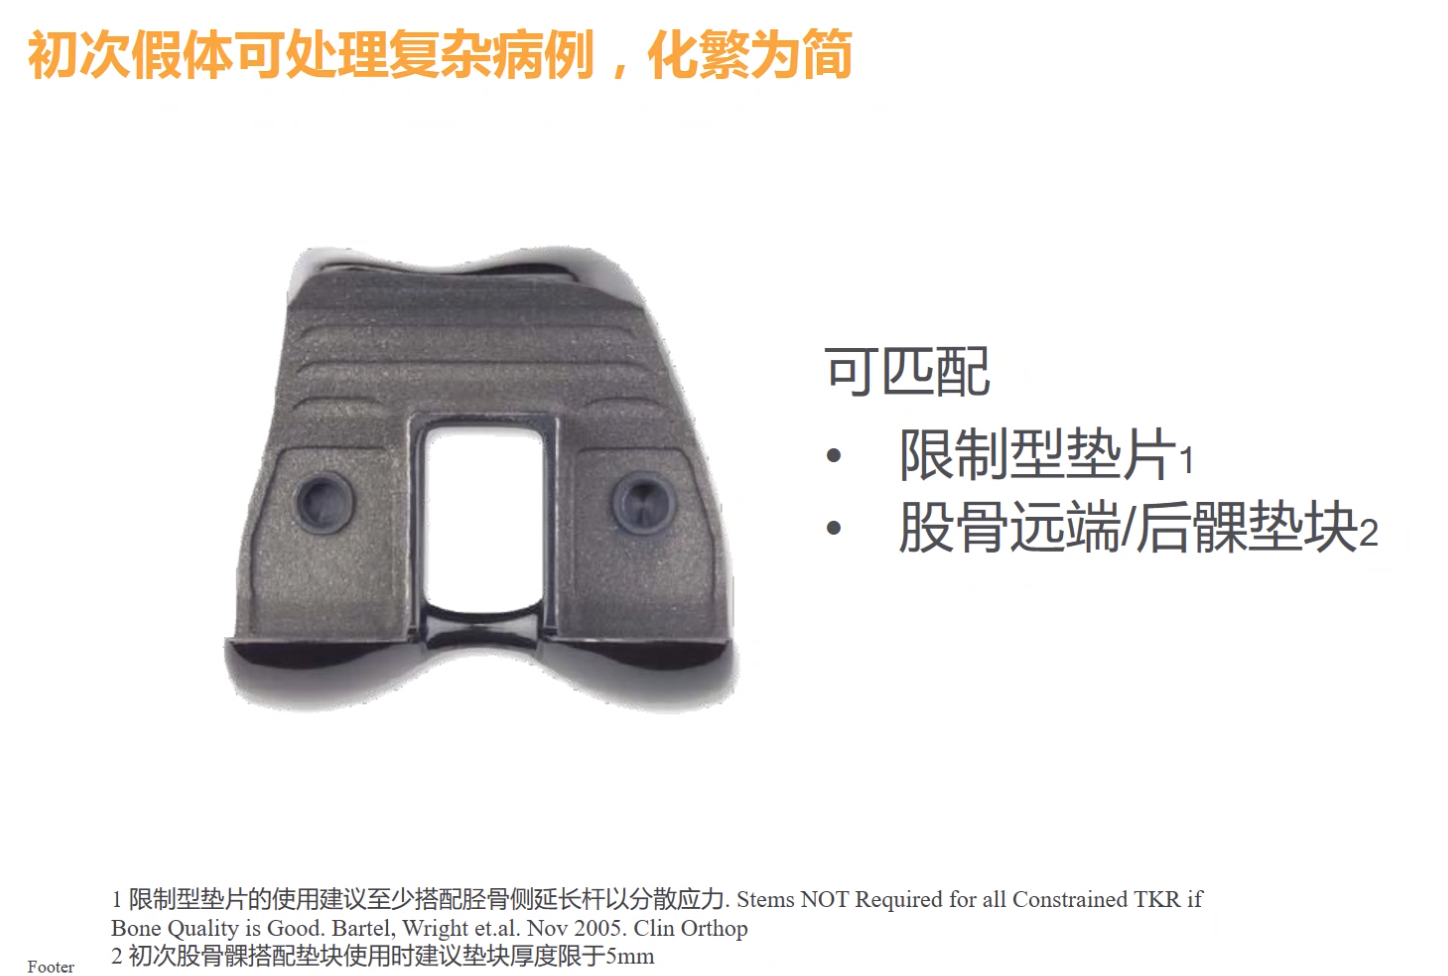 初次假体可处理复杂病例，化繁为简
可匹配
• 限制型垫片1
• 股骨远端/后髁垫块2
1 限制型垫片的使用建议至少搭配胫骨侧延长杆以分散应力. Stems NOT Required for all Constrained TKR if
Bone Quality is Good. Bartel, Wright et.al. Nov 2005. Clin Orthop
2 初次股骨髁搭配垫块使用时建议垫块厚度限于5mm
Footer